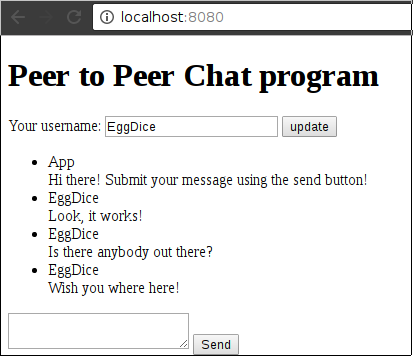 localhost:8080
Peer to Peer Chat program
Your username: EggDice update
App
Hi there! Submit your message using the send button!
EggDice
Look, it works!
EggDice
Is there anybody out there?
EggDice
Wish you where here!
Send